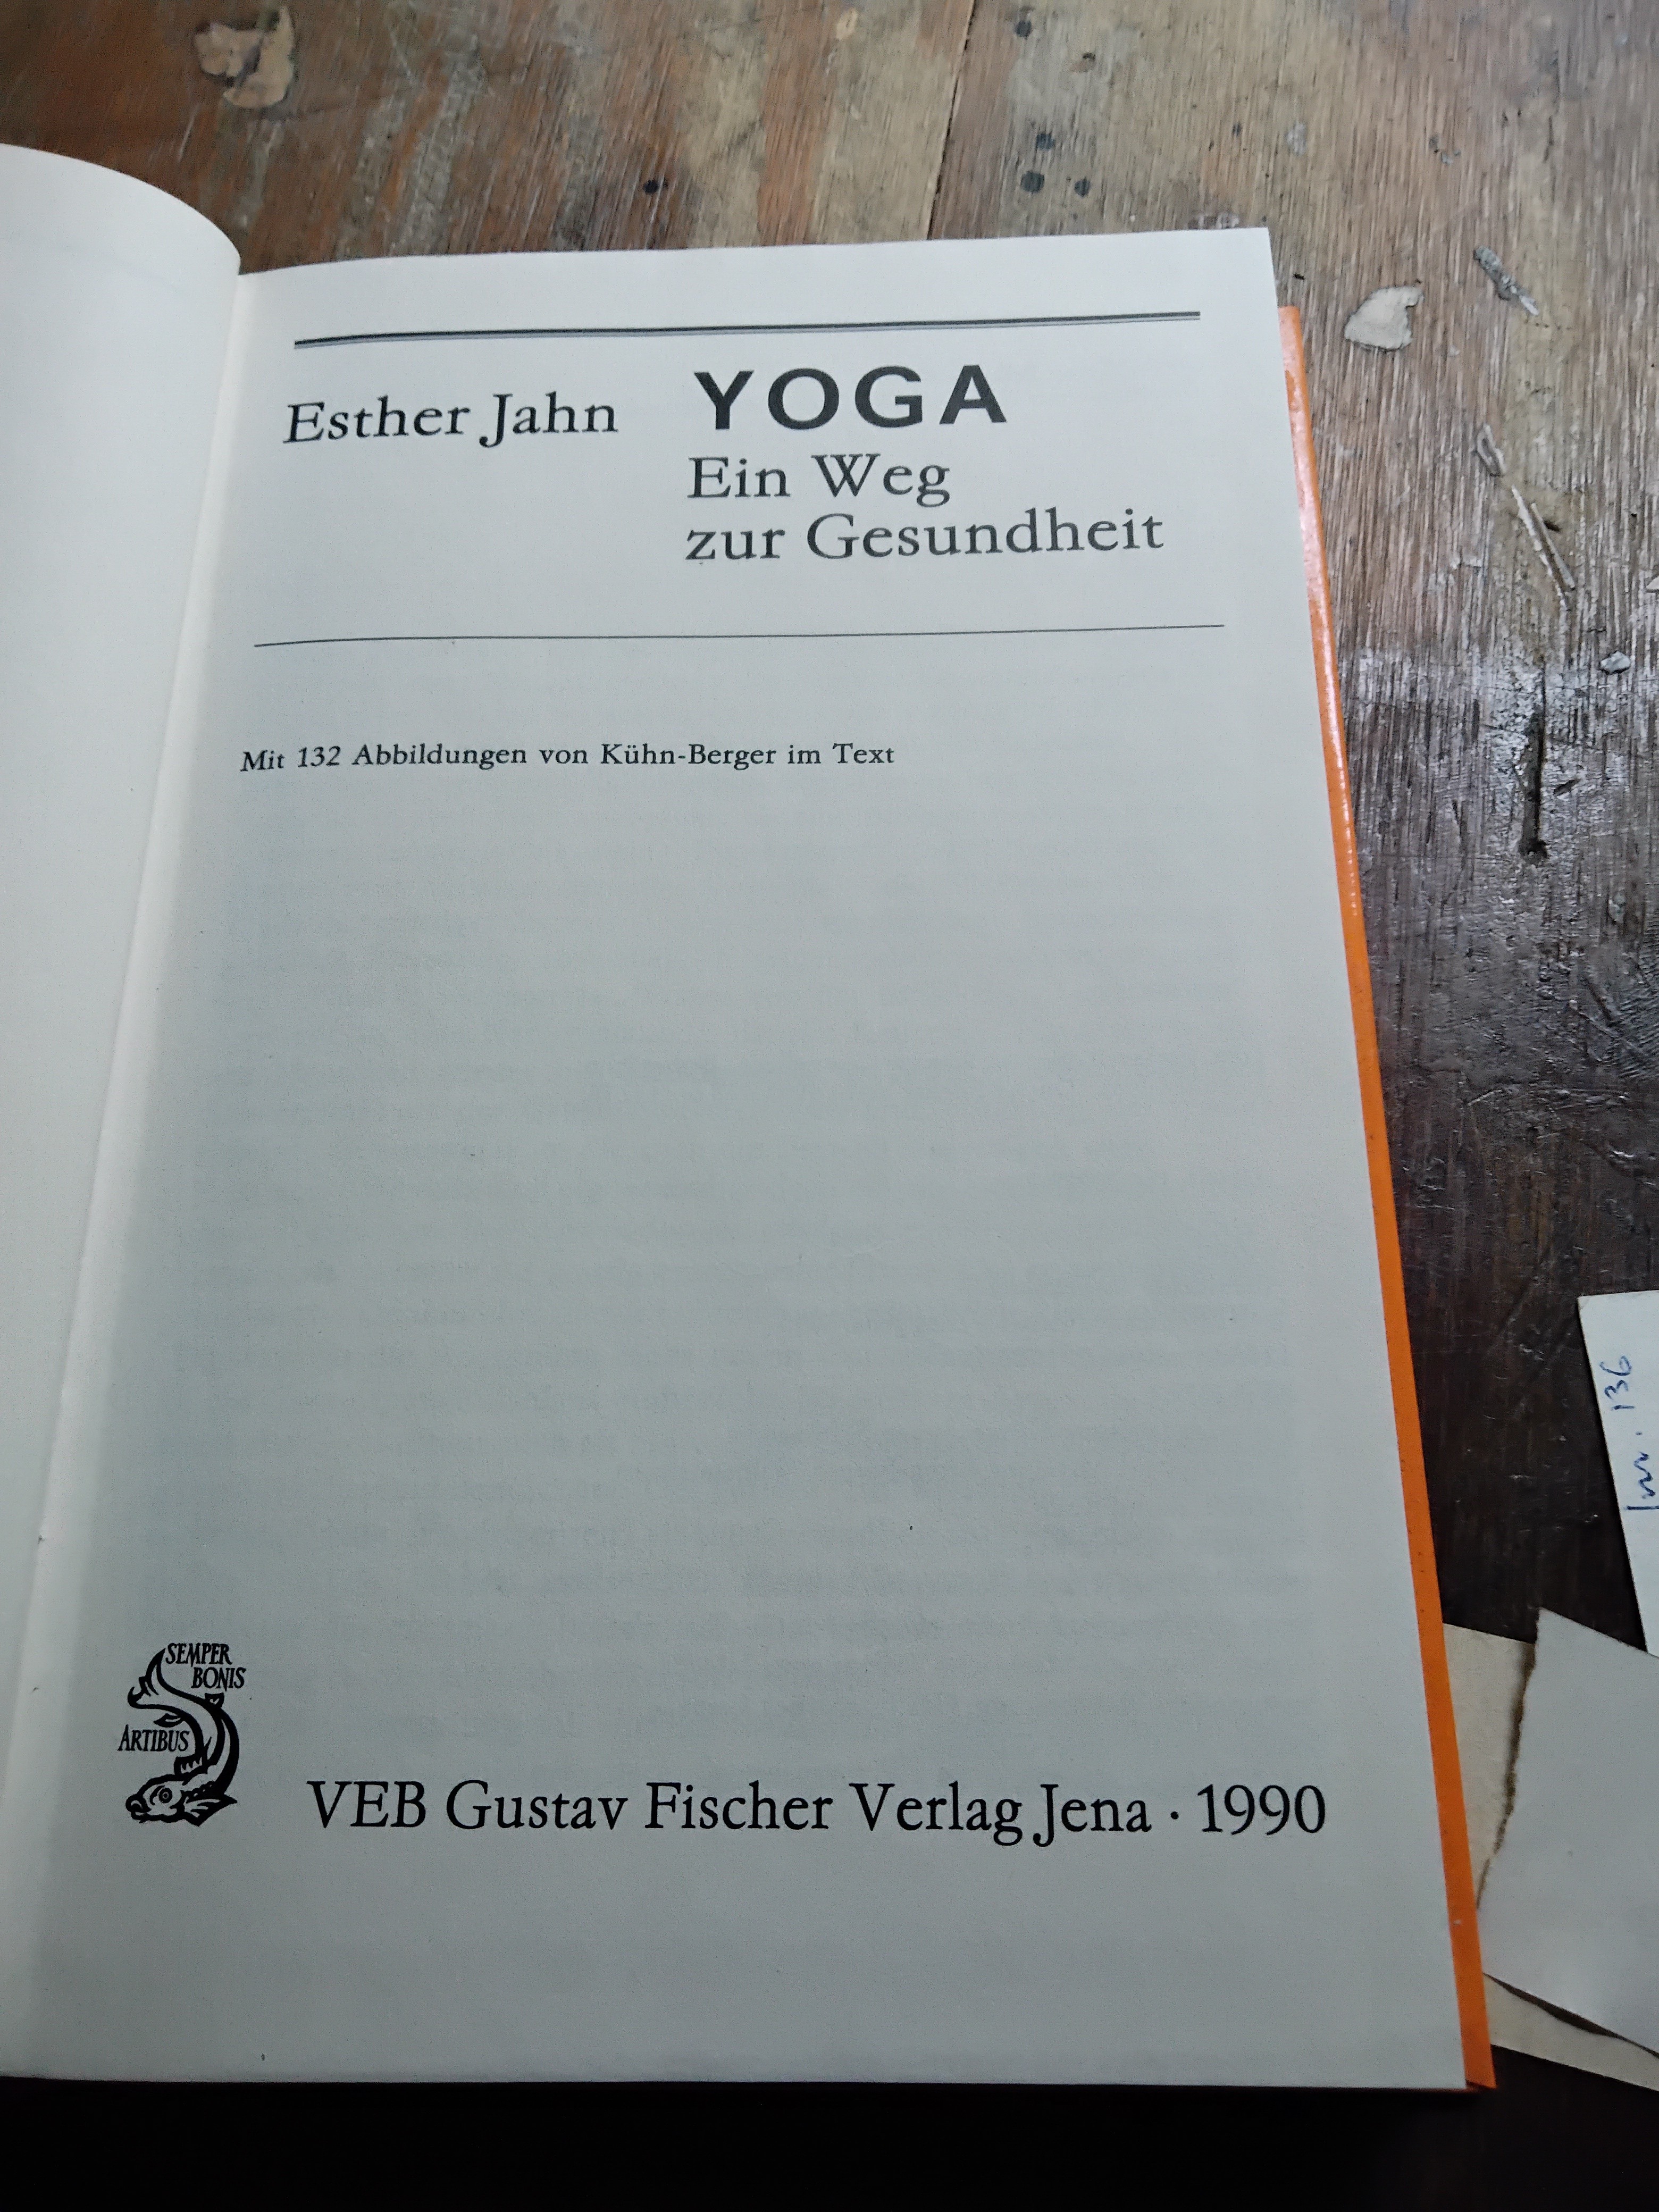 Esther Jahn
YOGA
Ein Weg
zur Gesundheit
Mit 132 Abbildungen von Kühn-Berger im Text
SEMPER
BONIS
ARTIBUS
VEB Gustav Fischer Verlag Jena · 1990
136